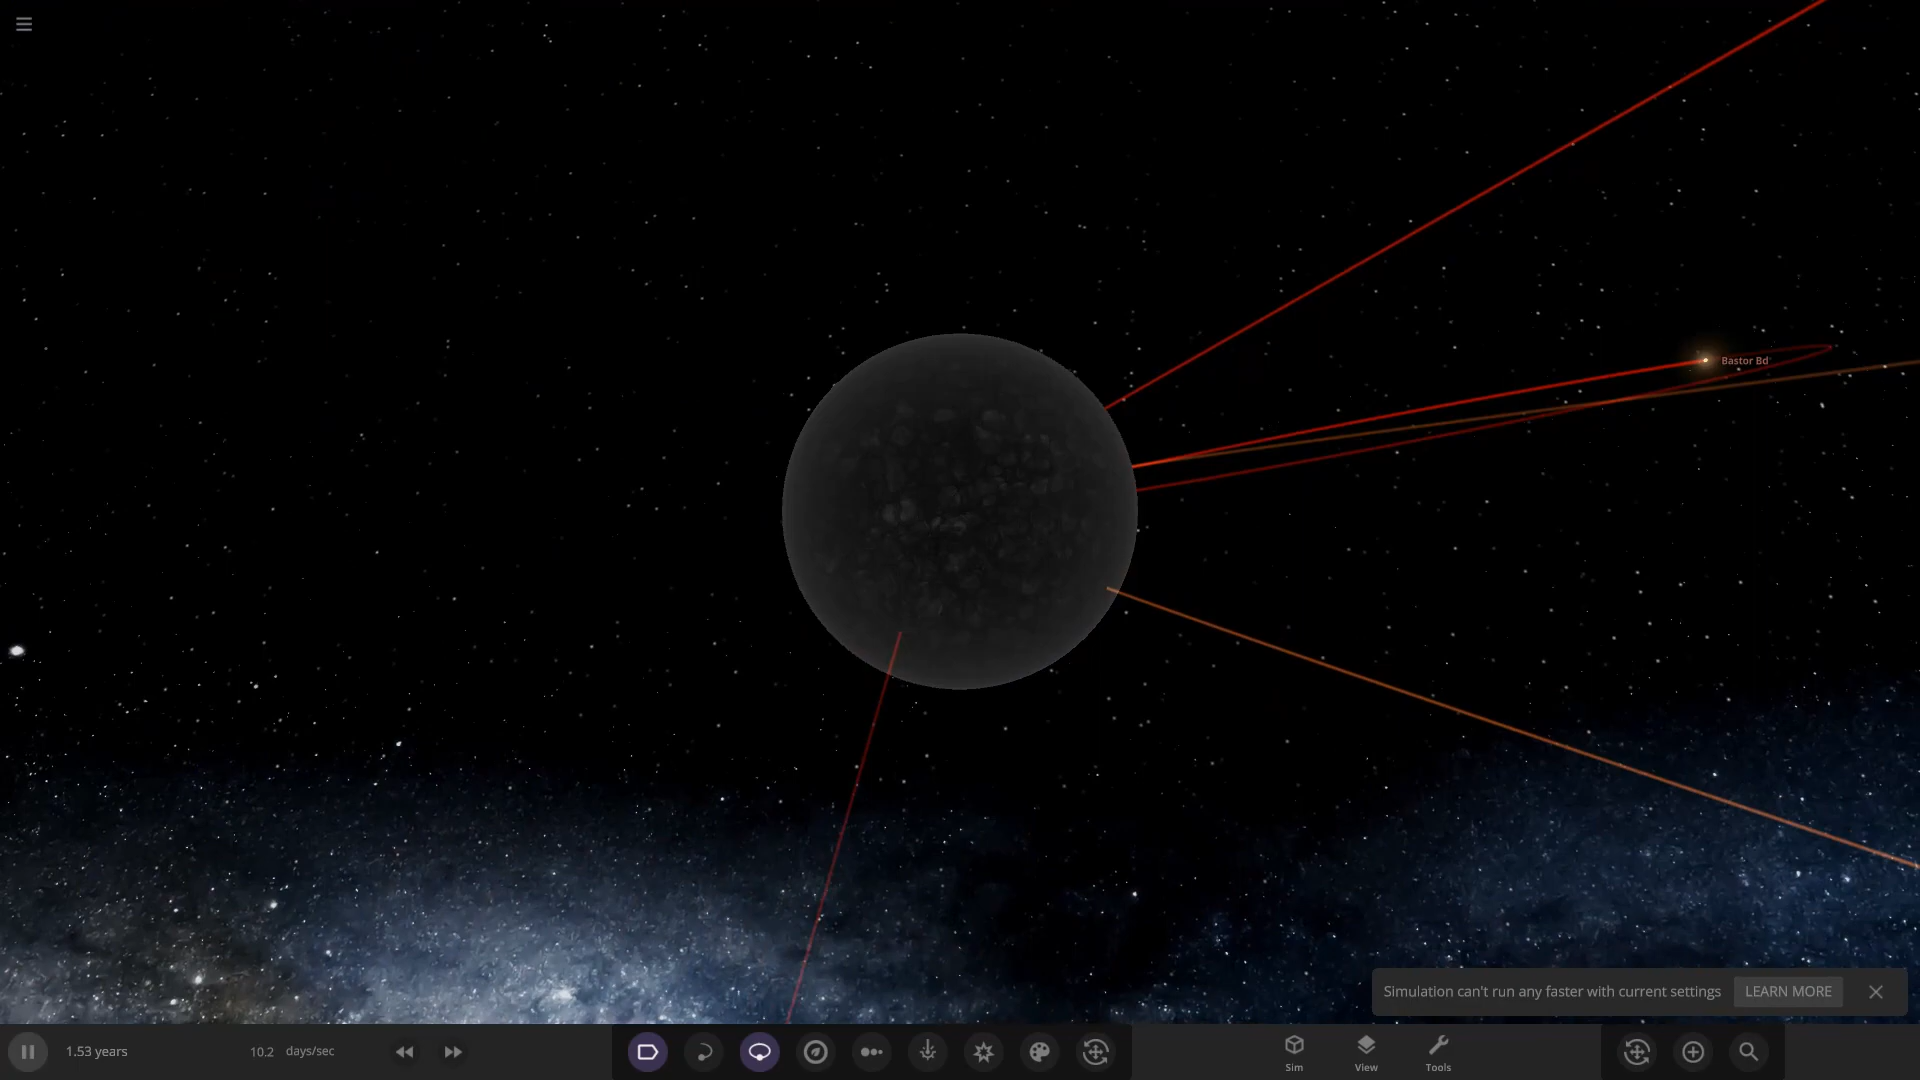 Bastor Bd
Simulation can't run any faster with current settings
LEARN MORE
1.53 years
10.2 days/sec
Sim
View
Tools